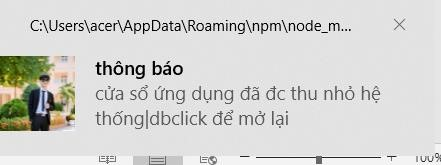 C:\Users\acer\AppData\Roaming\npm\node_m...
thông báo
cửa sổ ứng dụng đã đc thu nhỏ hệ
thống|dbclick để mở lại
100%